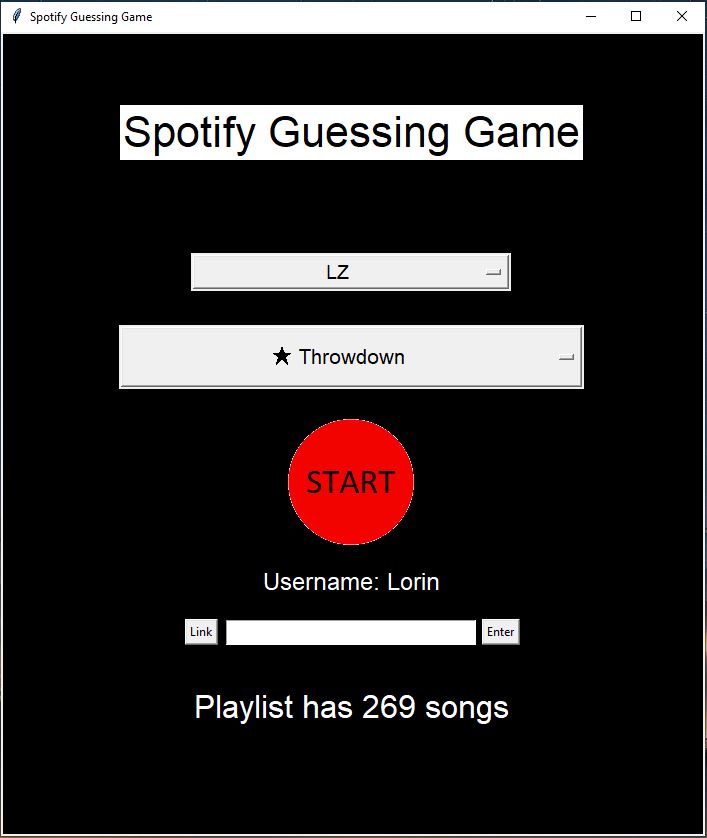 Spotify Guessing Game
Spotify Guessing Game
LZ
★ Throwdown
START
Username: Lorin
Link Enter
Playlist has 269 songs